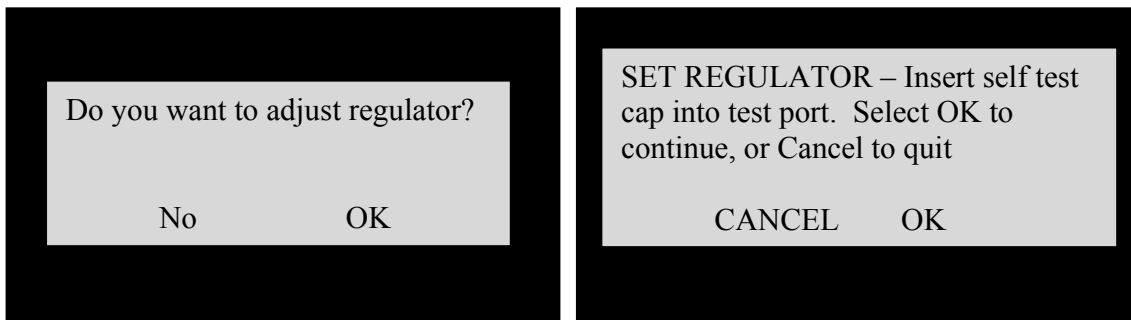 Do you want to adjust regulator?
No OK
SET REGULATOR – Insert self test
cap into test port. Select OK to
continue, or Cancel to quit
CANCEL OK